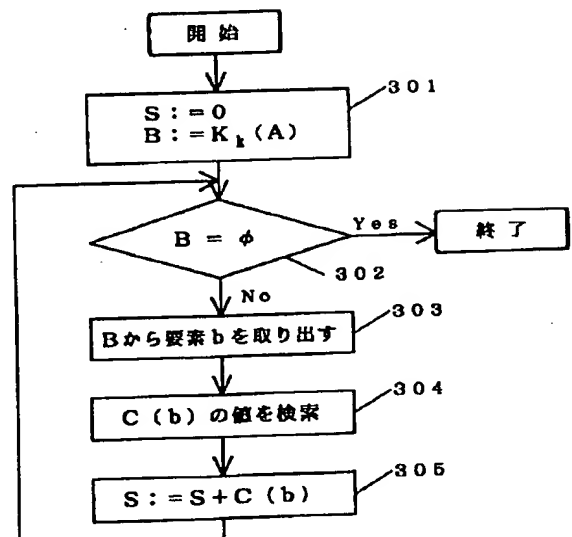 開始
301
S:=0
B:=Kk(A)
B = φ
Yes
終了
302
No
303
Bから要素bを取り出す
304
C(b)の値を検索
305
S:=S+C(b)